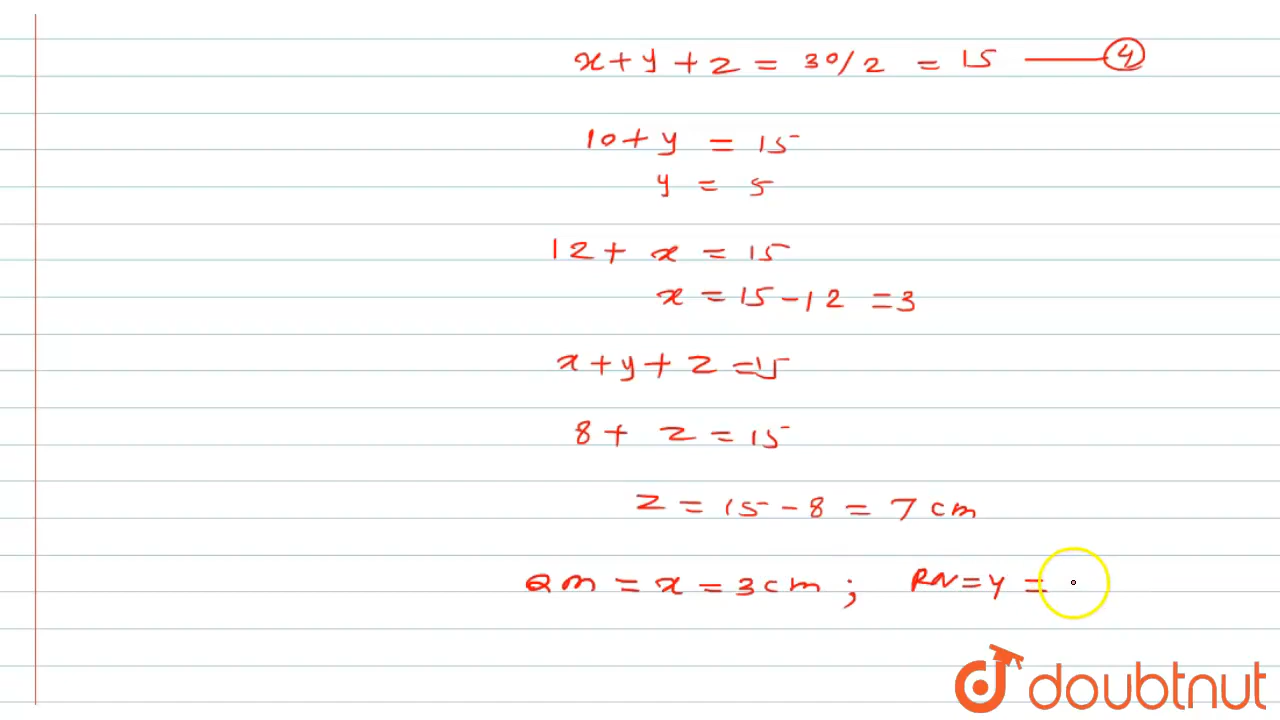 x + y + z = 30/2 = 15 —— ④
10 + y = 15
y = 5
12 + x = 15
x = 15 - 12 = 3
x + y + z = 15
8 + z = 15
z = 15 - 8 = 7 cm
QM = x = 3 cm ; RN = y =
doubtnut